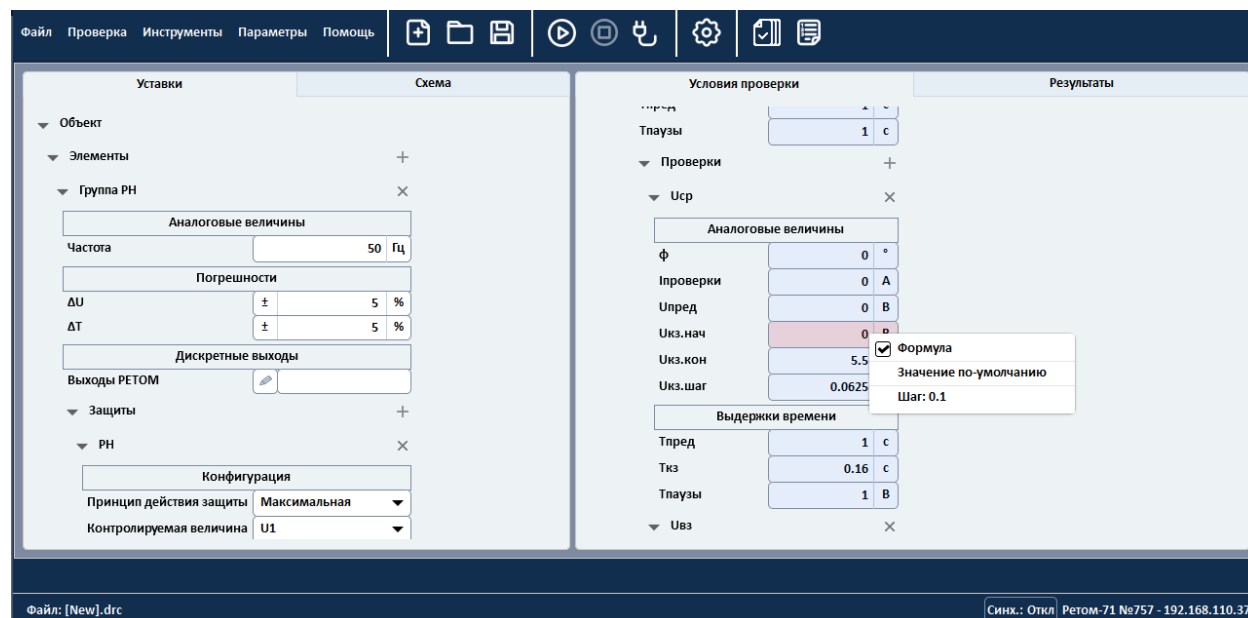 Файл Проверка Инструменты Параметры Помощь
Уставки Схема
Объект
Элементы
Группа РН
Аналоговые величины
Частота 50 Гц
Погрешности
ΔU ± 5 %
ΔT ± 5 %
Дискретные выходы
Выходы РЕТОМ
Защиты
РН
Конфигурация
Принцип действия защиты Максимальная
Контролируемая величина U1
Условия проверки Результаты
Тпред 1 с
Тпаузы 1 с
Проверки
Uср
Аналоговые величины
ф 0 °
Iпроверки 0 А
Uпред 0 В
Uкз.нач 0 В
Uкз.кон 5.5
Uкз.шаг 0.0625
Формула
Значение по-умолчанию
Шаг: 0.1
Выдержки времени
Тпред 1 с
Ткз 0.16 с
Тпаузы 1 В
Uвз
Файл: [New].drc Синх.: Откл Ретом-71 №757 - 192.168.110.37